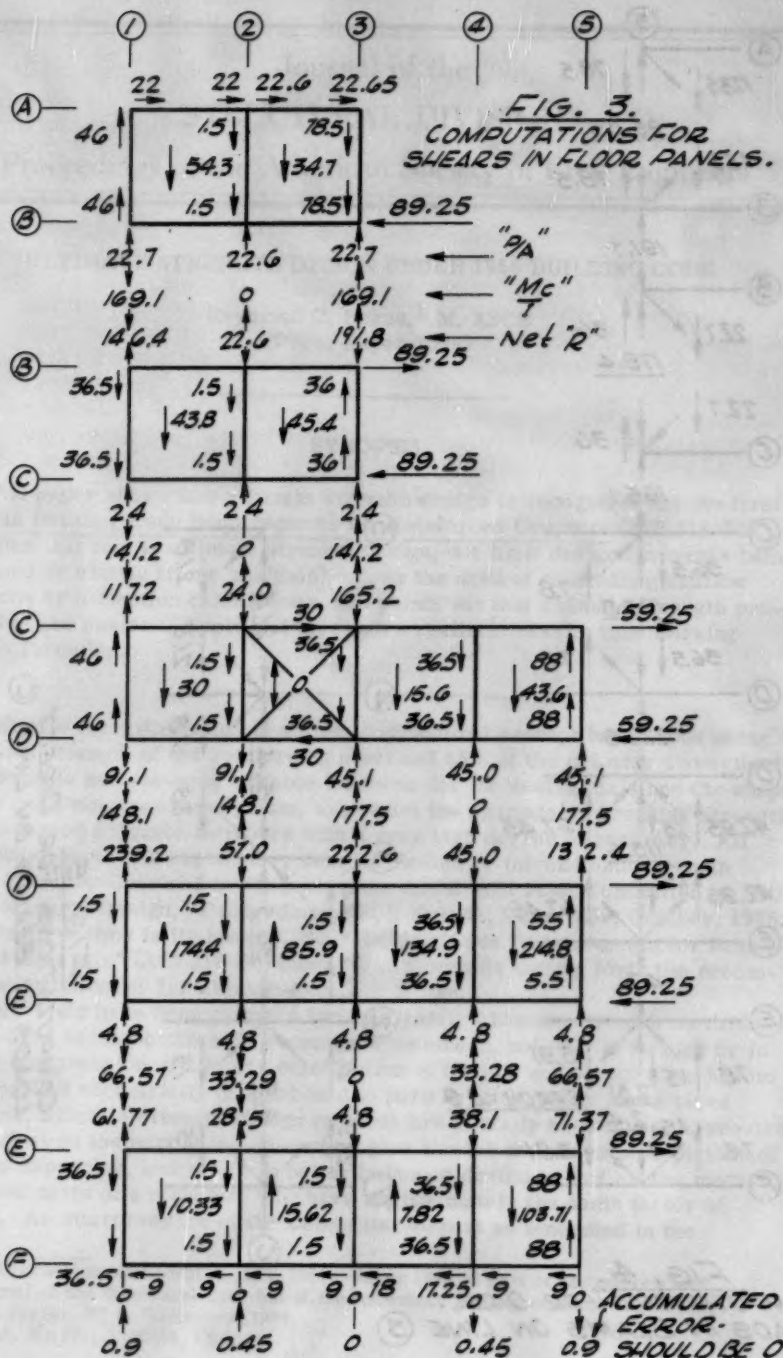 1 2 3 4 5
22 22 22.6 22.65
A
FIG. 3.
46 1.5 78.5
COMPUTATIONS FOR
54.3 34.7
SHEARS IN FLOOR PANELS.
46 1.5 78.5
B 89.25
22.7 22.6 22.7 "P/A"
169.1 0 169.1 "Mc/I"
146.4 22.6 191.8 Net "R"
B 89.25
36.5 1.5 36
43.8 45.4
36.5 1.5 36 89.25
C
24 24 24
141.2 0 141.2
117.2 24.0 165.2
C 30 59.25
46 1.5 36.5 36.5 88
30 0 15.6 43.6
46 1.5 36.5 36.5 88
D 30 59.25
91.1 91.1 45.1 45.0 45.1
148.1 148.1 177.5 0 177.5
239.2 57.0 222.6 45.0 132.4
D 89.25
1.5 1.5 1.5 36.5 5.5
174.4 85.9 134.9 214.8
1.5 1.5 1.5 36.5 5.5
E 89.25
4.8 4.8 4.8 4.8 4.8
66.57 33.29 0 33.28 66.57
61.77 28.5 4.8 38.1 71.37
E 89.25
36.5 1.5 1.5 36.5 88
10.33 15.62 7.82 103.71
1.5 1.5 36.5 88
F
36.5 9 9 9 9 18 17.25 9
0 0 0 0 0 ACCUMULATED
0 0 0 0 0 ERROR-
0.9 0.45 0 0.45 0.9 SHOULD BE 0